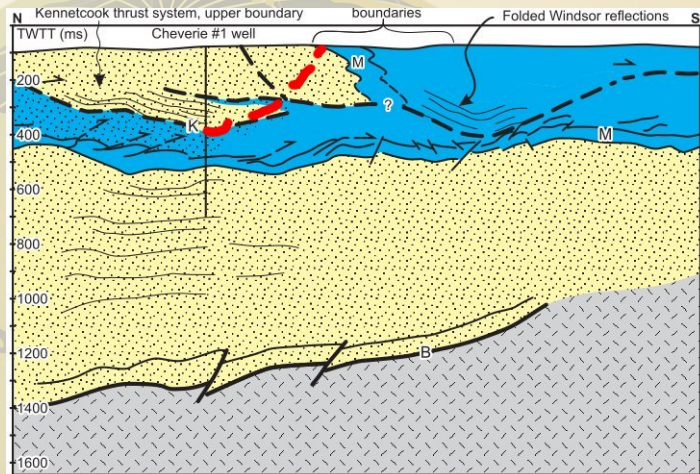 Kennetcook thrust system, upper boundary
boundaries
Folded Windsor reflections
N
S
TWTT (ms)
Cheverie #1 well
M
200
?
K
400
M
600
800
1000
1200
B
1400
1600